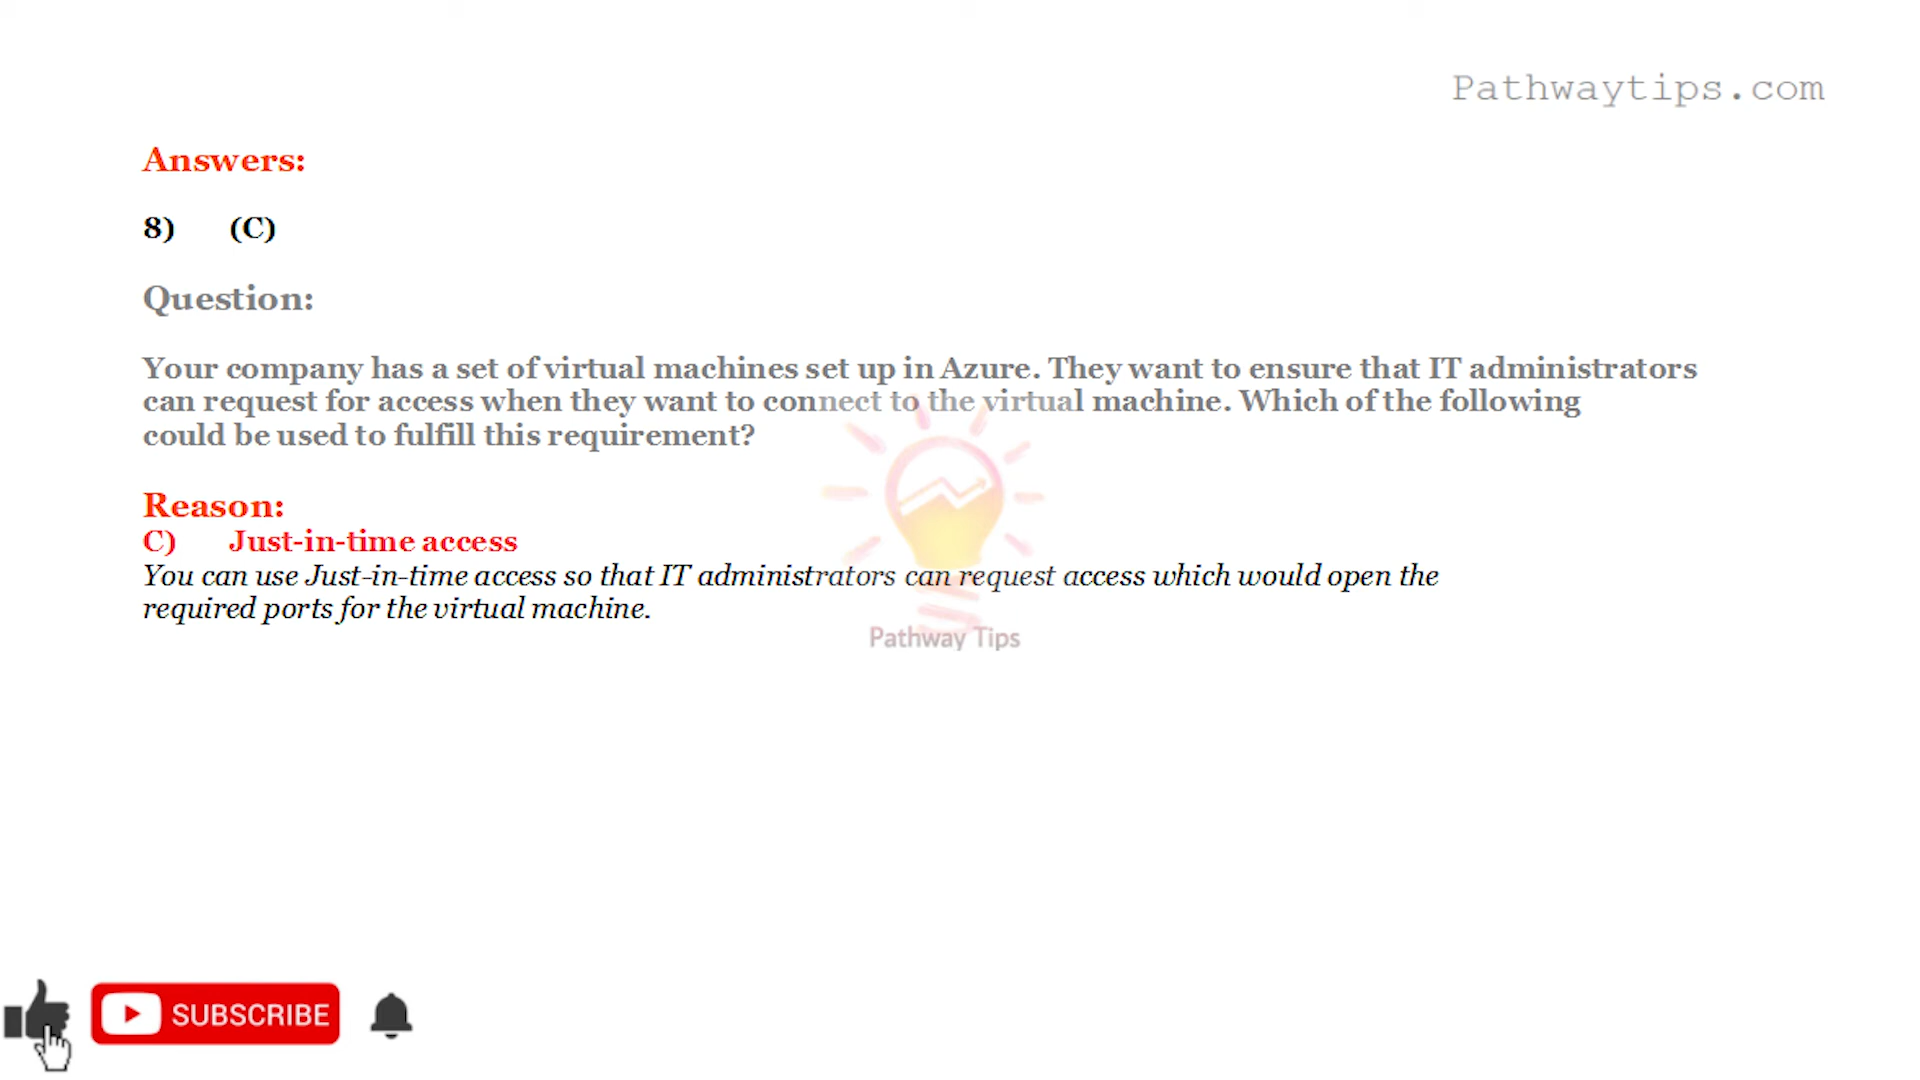 Pathwaytips.com
Answers:
8) (C)
Question:
Your company has a set of virtual machines set up in Azure. They want to ensure that IT administrators
can request for access when they want to connect to the virtual machine. Which of the following
could be used to fulfill this requirement?
Reason:
C) Just-in-time access
You can use Just-in-time access so that IT administrators can request access which would open the
required ports for the virtual machine.
Pathway Tips
SUBSCRIBE